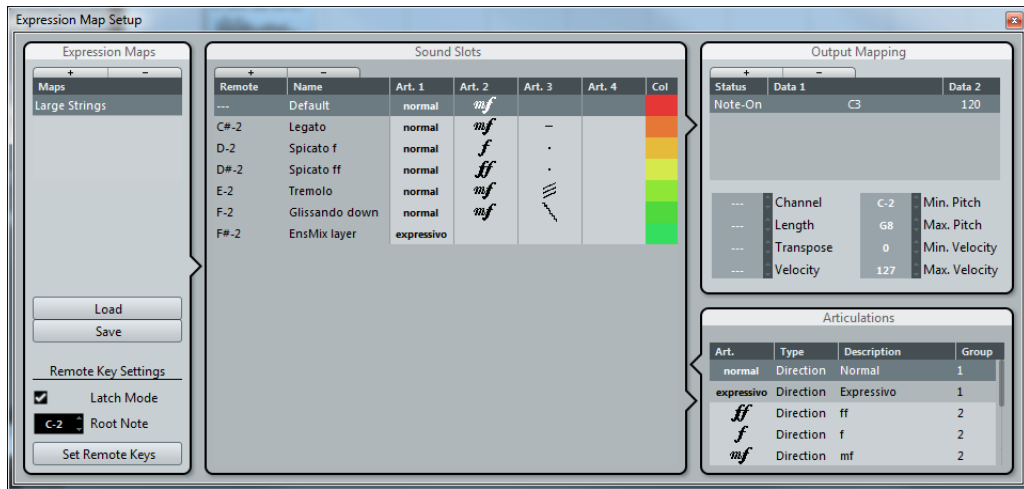 Expression Map Setup
Expression Maps
+ −
Maps
Large Strings
Load
Save
Remote Key Settings
Latch Mode
C-2 Root Note
Set Remote Keys
Sound Slots
+ −
Remote Name Art. 1 Art. 2 Art. 3 Art. 4 Col
--- Default normal mf
C#-2 Legato normal mf –
D-2 Spicato f normal f .
D#-2 Spicato ff normal ff .
E-2 Tremolo normal mf
F-2 Glissando down normal mf
F#-2 EnsMix layer expressivo
Output Mapping
+ −
Status Data 1 Data 2
Note-On C3 120
--- Channel C-2 Min. Pitch
--- Length G8 Max. Pitch
--- Transpose 0 Min. Velocity
--- Velocity 127 Max. Velocity
Articulations
Art. Type Description Group
normal Direction Normal 1
expressivo Direction Expressivo 1
ff Direction ff 2
f Direction f 2
mf Direction mf 2